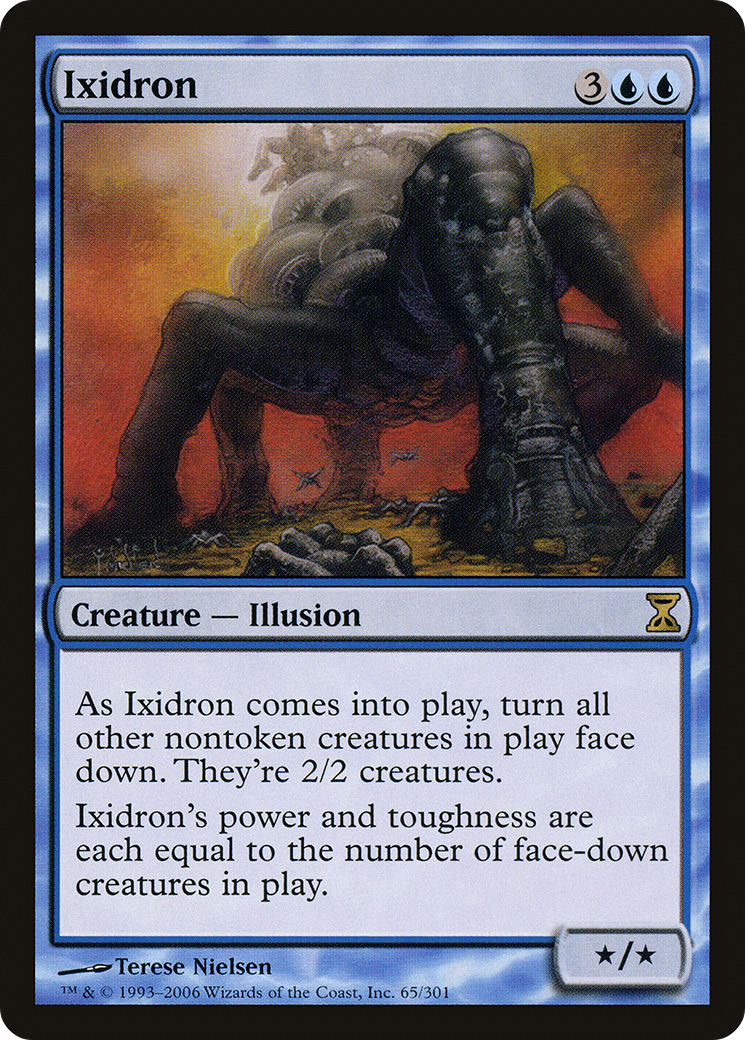 Ixidron 3
Creature — Illusion
As Ixidron comes into play, turn all
other nontoken creatures in play face
down. They're 2/2 creatures.
Ixidron's power and toughness are
each equal to the number of face-down
creatures in play.
★/★
Terese Nielsen
™ & © 1993–2006 Wizards of the Coast, Inc. 65/301